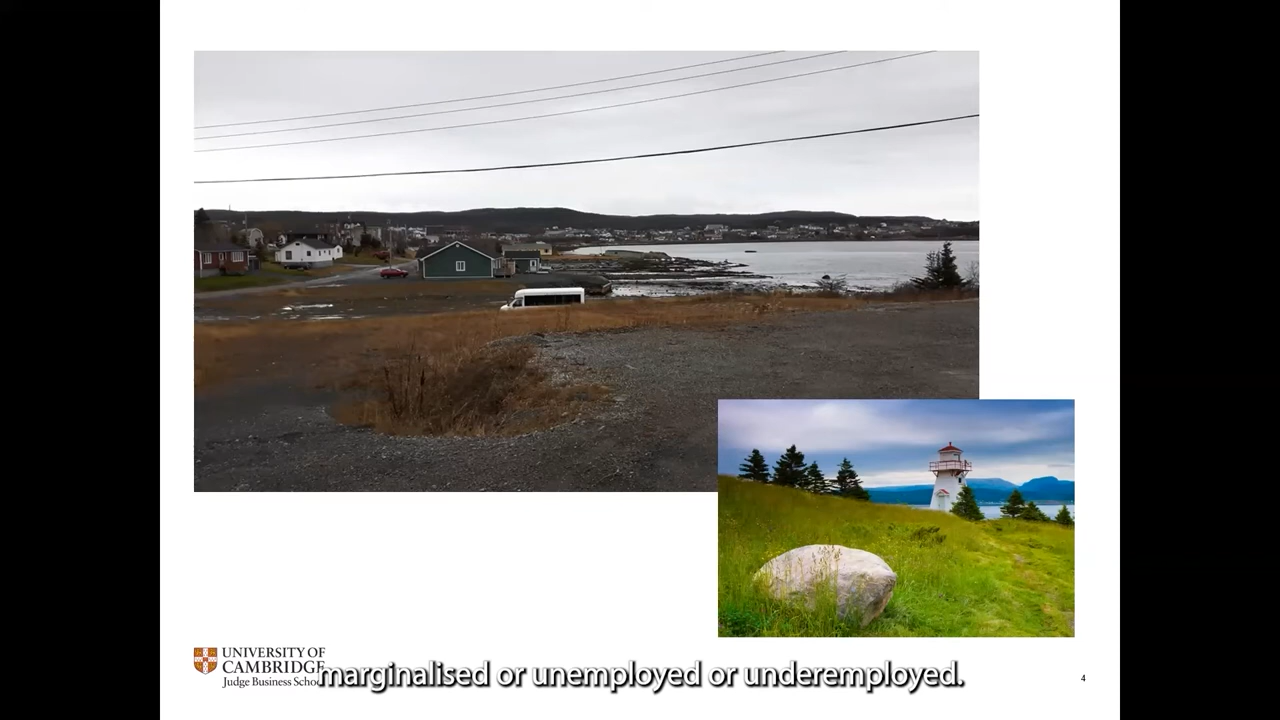 UNIVERSITY OF
CAMBRIDGE
Judge Business School
marginalised or unemployed or underemployed.
4